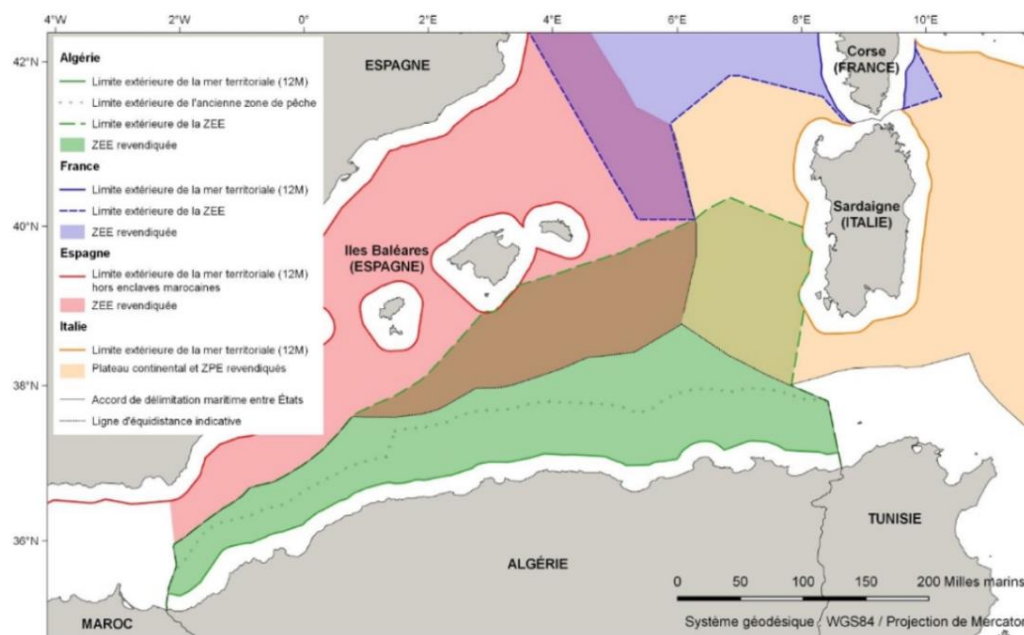 4°W 2°W 0° 2°E 4°E 6°E 8°E 10°E
42°N
40°N
38°N
36°N
Algérie
Limite extérieure de la mer territoriale (12M)
Limite extérieure de l'ancienne zone de pêche
Limite extérieure de la ZEE
ZEE revendiquée
France
Limite extérieure de la mer territoriale (12M)
Limite extérieure de la ZEE
ZEE revendiquée
Espagne
Limite extérieure de la mer territoriale (12M)
hors enclaves marocaines
ZEE revendiquée
Italie
Limite extérieure de la mer territoriale (12M)
Plateau continental et ZPE revendiqués
Accord de délimitation maritime entre États
Ligne d'équidistance indicative
ESPAGNE
Corse
(FRANCE)
Sardaigne
(ITALIE)
Iles Baléares
(ESPAGNE)
ALGÉRIE
TUNISIE
MAROC
0 50 100 150 200 Milles marins
Système géodésique : WGS84 / Projection de Mercator